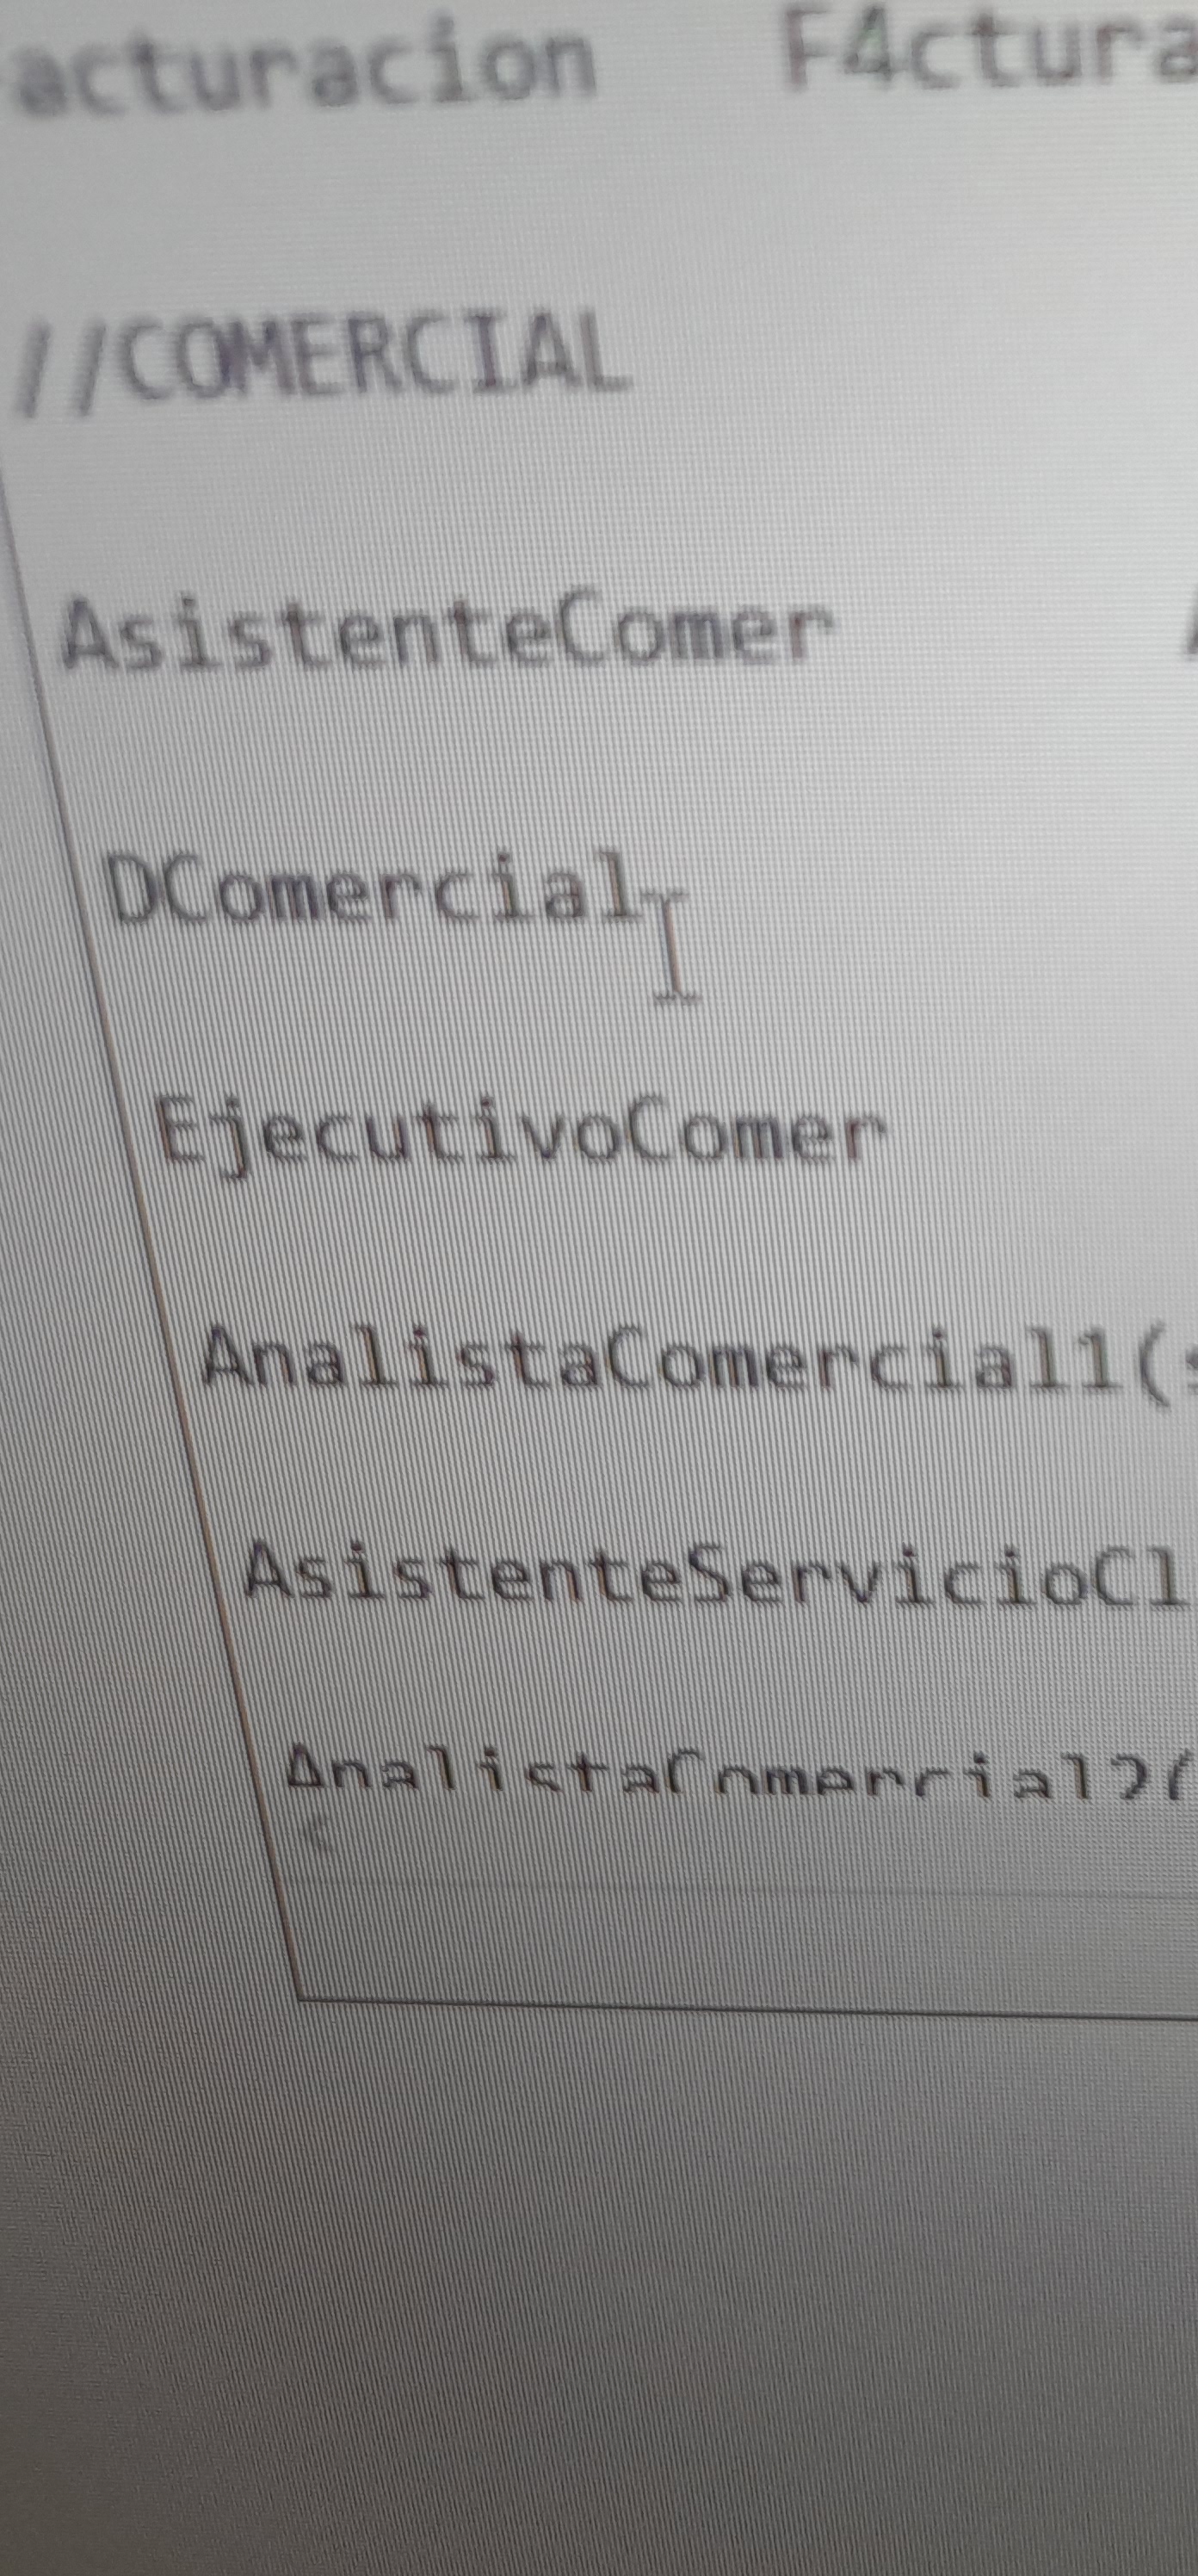 acturacion F4ctura
//COMERCIAL
AsistenteComer
DComercial
EjecutivoComer
AnalistaComercial1(s
AsistenteServicioCl
AnalistaComercial2(
<